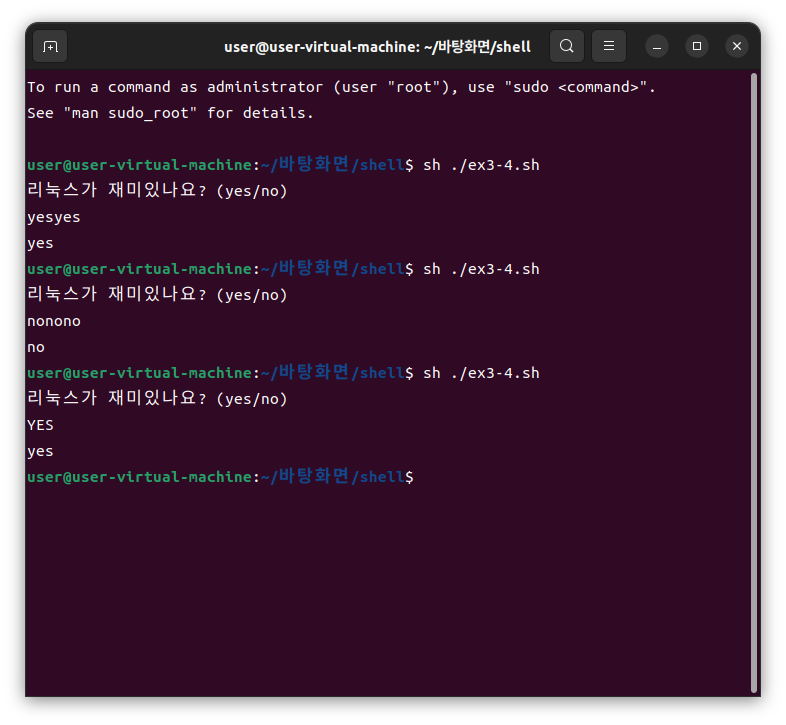 user@user-virtual-machine: ~/바탕화면/shell
To run a command as administrator (user "root"), use "sudo <command>".
See "man sudo_root" for details.
user@user-virtual-machine:~/바탕화면/shell$ sh ./ex3-4.sh
리눅스가 재미있나요? (yes/no)
yesyes
yes
user@user-virtual-machine:~/바탕화면/shell$ sh ./ex3-4.sh
리눅스가 재미있나요? (yes/no)
nonono
no
user@user-virtual-machine:~/바탕화면/shell$ sh ./ex3-4.sh
리눅스가 재미있나요? (yes/no)
YES
yes
user@user-virtual-machine:~/바탕화면/shell$